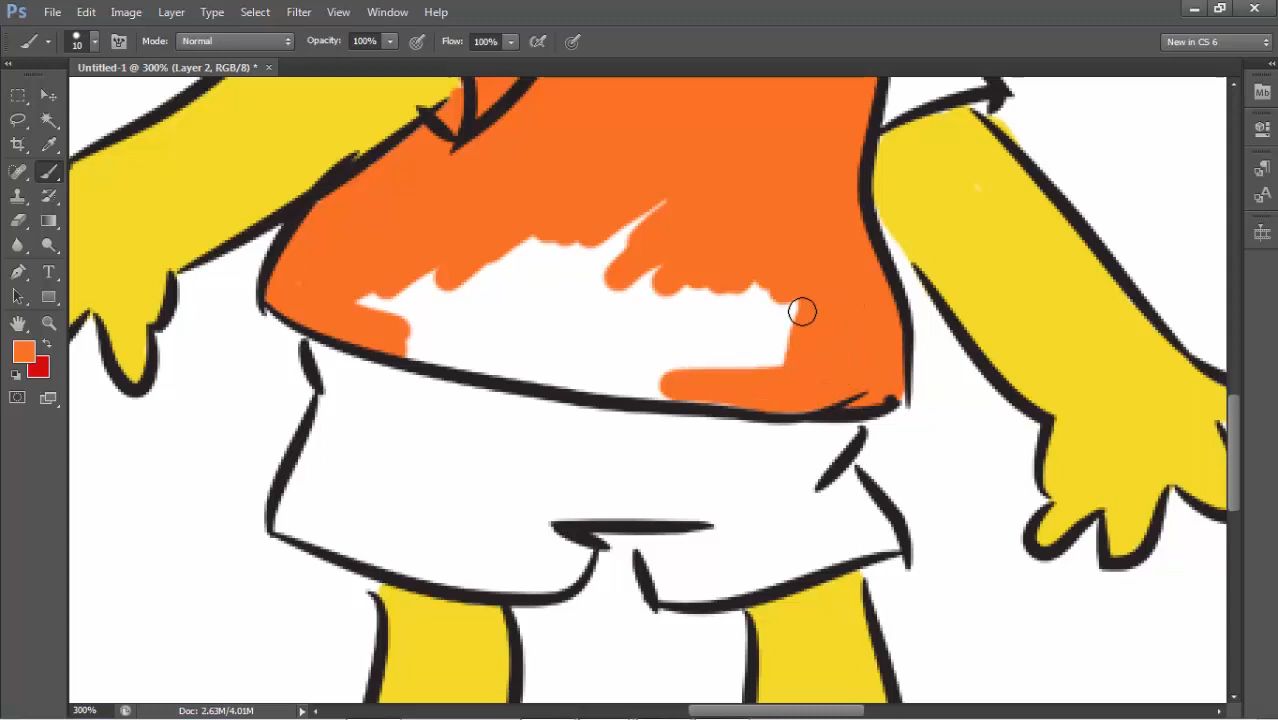 Ps File Edit Image Layer Type Select Filter View Window Help
10 Mode: Normal Opacity: 100% Flow: 100% New in CS 6
Untitled-1 @ 300% (Layer 2, RGB/8) * ×
Mb
A
T
300% Doc: 2.63M/4.01M